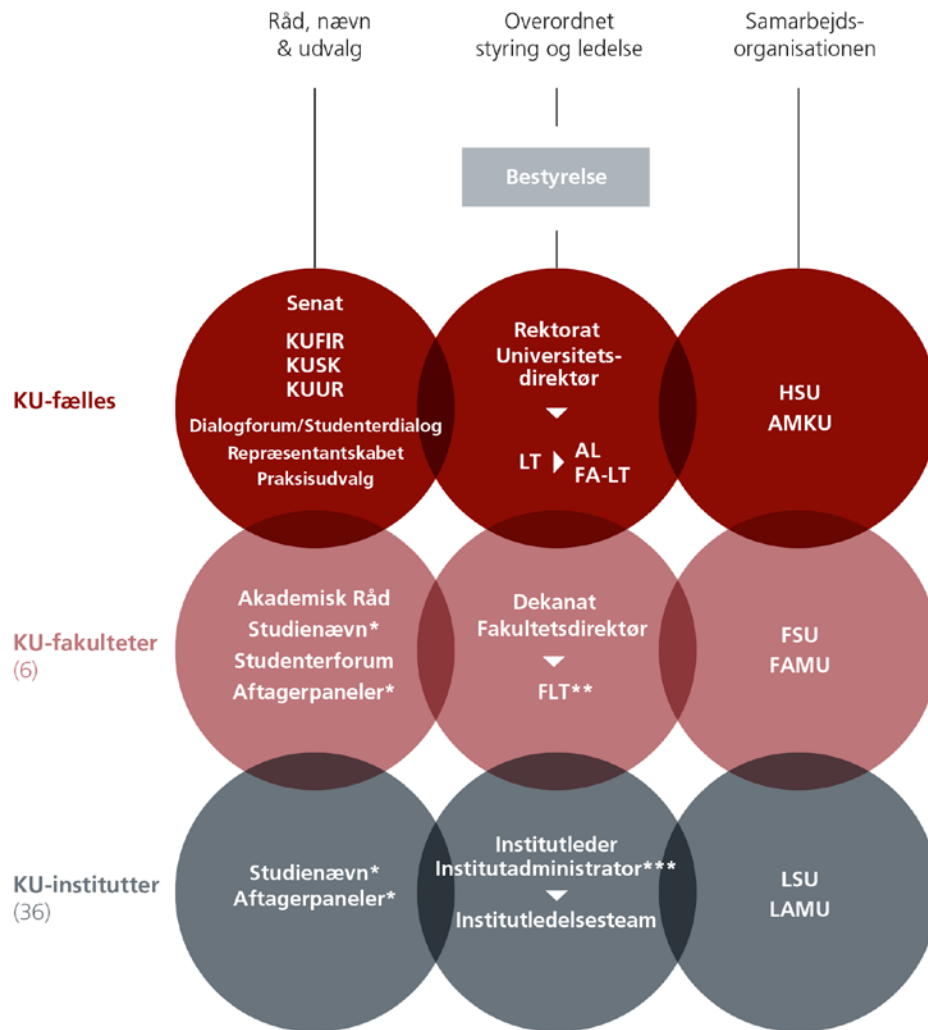 Råd, nævn
& udvalg
Overordnet
styring og ledelse
Samarbejds-
organisationen
Bestyrelse
KU-fælles
Senat
KUFIR
KUSK
KUUR
Dialogforum/Studenterdialog
Repræsentantskabet
Praksisudvalg
Rektorat
Universitets-
direktør
LT
AL
FA-LT
HSU
AMKU
KU-fakulteter
(6)
Akademisk Råd
Studienævn*
Studenterforum
Aftagerpaneler*
Dekanat
Fakultetsdirektør
FLT**
FSU
FAMU
KU-institutter
(36)
Studienævn*
Aftagerpaneler*
Institutleder
Institutadministrator***
Institutledelsesteam
LSU
LAMU